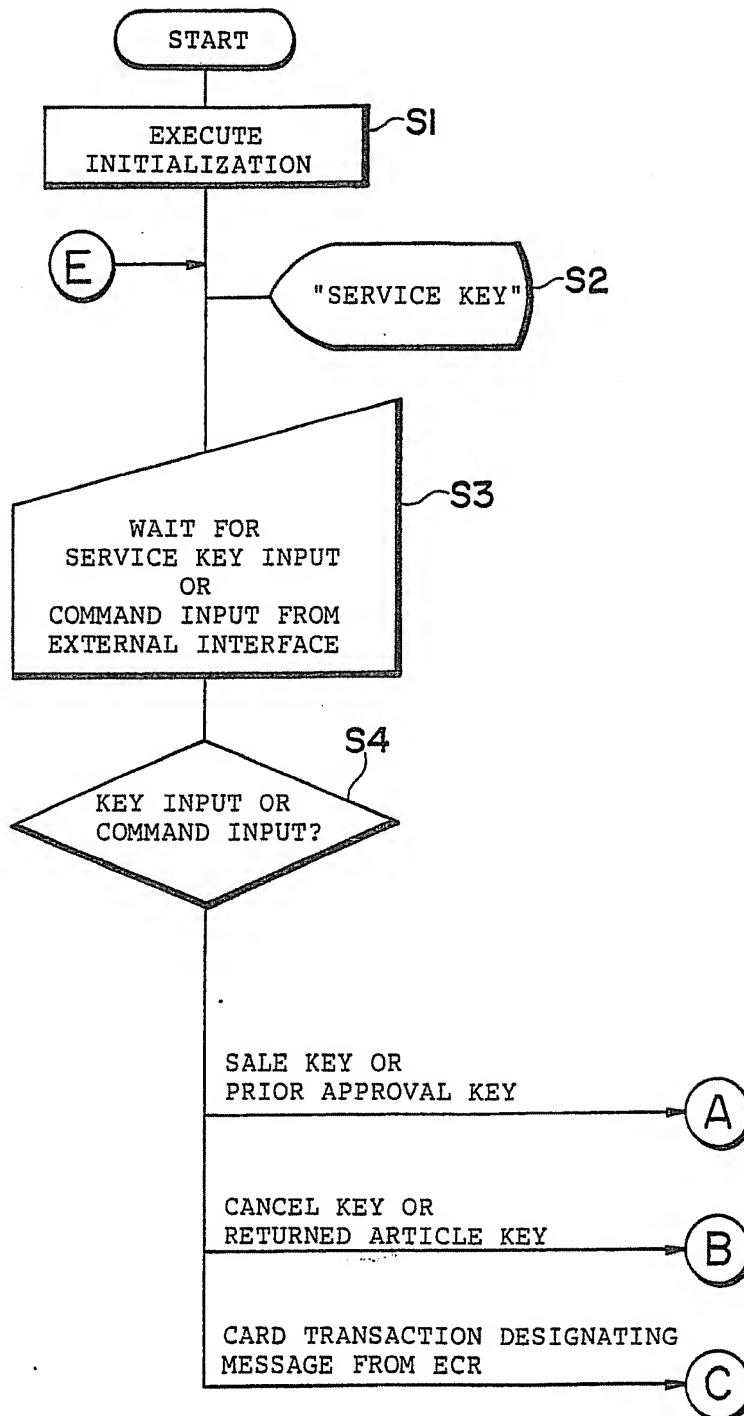 START
S1
EXECUTE
INITIALIZATION
E
"SERVICE KEY"
S2
S3
WAIT FOR
SERVICE KEY INPUT
OR
COMMAND INPUT FROM
EXTERNAL INTERFACE
S4
KEY INPUT OR
COMMAND INPUT?
SALE KEY OR
PRIOR APPROVAL KEY
A
CANCEL KEY OR
RETURNED ARTICLE KEY
B
CARD TRANSACTION DESIGNATING
MESSAGE FROM ECR
C